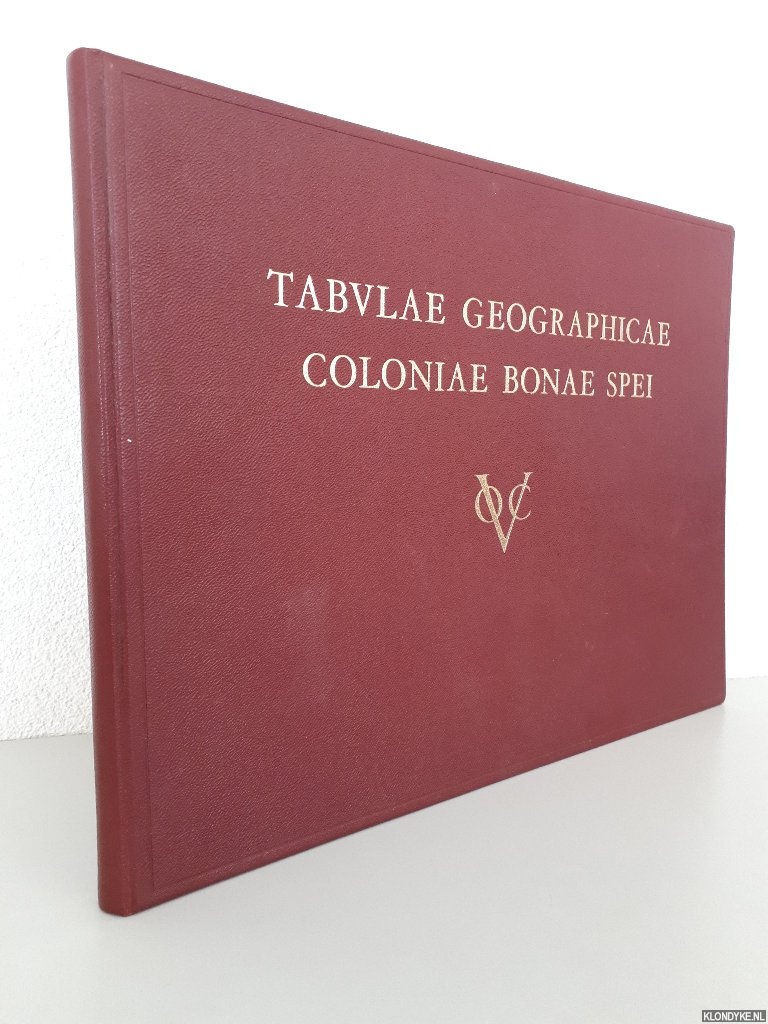 TABVLAE GEOGRAPHICAE
COLONIAE BONAE SPEI
VOC
KLONDYKE.NL